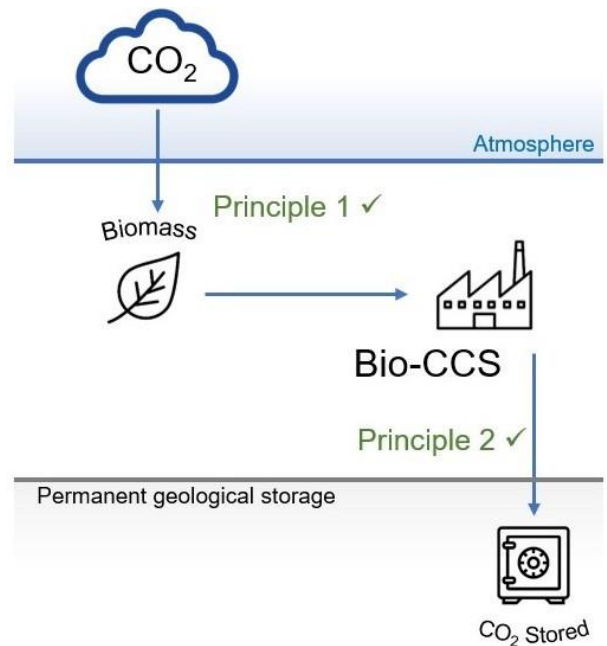 CO₂
Atmosphere
Principle 1 ✓
Biomass
Bio-CCS
Principle 2 ✓
Permanent geological storage
CO₂ Stored